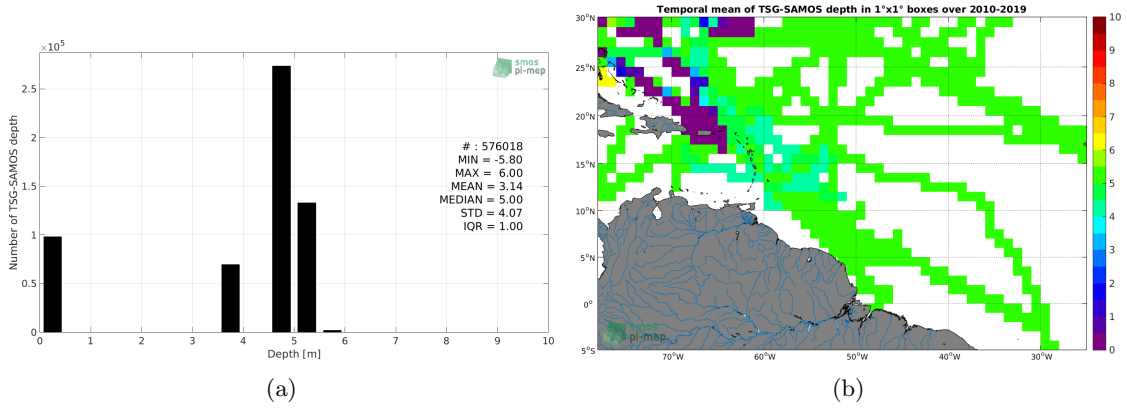 ×10⁵
2.5
2
1.5
1
0.5
0
Number of TSG-SAMOS depth
smos
pi-mep
# : 576018
MIN = -5.80
MAX = 6.00
MEAN = 3.14
MEDIAN = 5.00
STD = 4.07
IQR = 1.00
0 1 2 3 4 5 6 7 8 9 10
Depth [m]
(a)
Temporal mean of TSG-SAMOS depth in 1°x1° boxes over 2010-2019
30°N
25°N
20°N
15°N
10°N
5°N
0°
5°S
smos
pi-mep
70°W 60°W 50°W 40°W 30°W
10
9
8
7
6
5
4
3
2
1
0
(b)